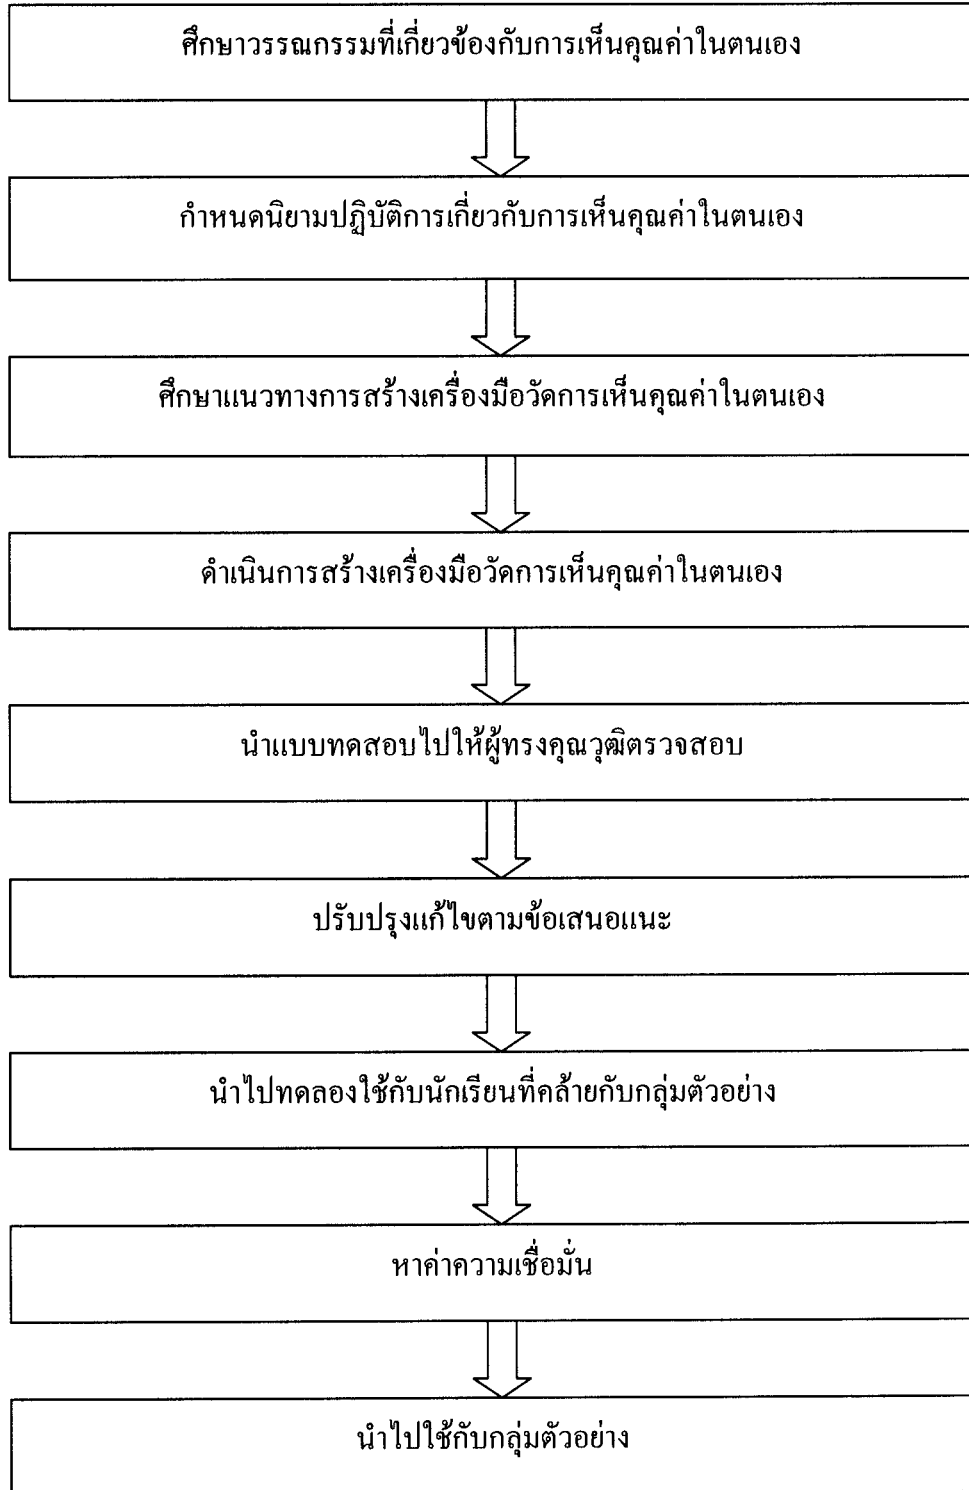 ศึกษาวรรณกรรมที่เกี่ยวข้องกับการเห็นคุณค่าในตนเอง
กำหนดนิยามปฏิบัติการเกี่ยวกับการเห็นคุณค่าในตนเอง
ศึกษาแนวทางการสร้างเครื่องมือวัดการเห็นคุณค่าในตนเอง
ดำเนินการสร้างเครื่องมือวัดการเห็นคุณค่าในตนเอง
นำแบบทดสอบไปให้ผู้ทรงคุณวุฒิตรวจสอบ
ปรับปรุงแก้ไขตามข้อเสนอแนะ
นำไปทดลองใช้กับนักเรียนที่คล้ายกับกลุ่มตัวอย่าง
หาค่าความเชื่อมั่น
นำไปใช้กับกลุ่มตัวอย่าง